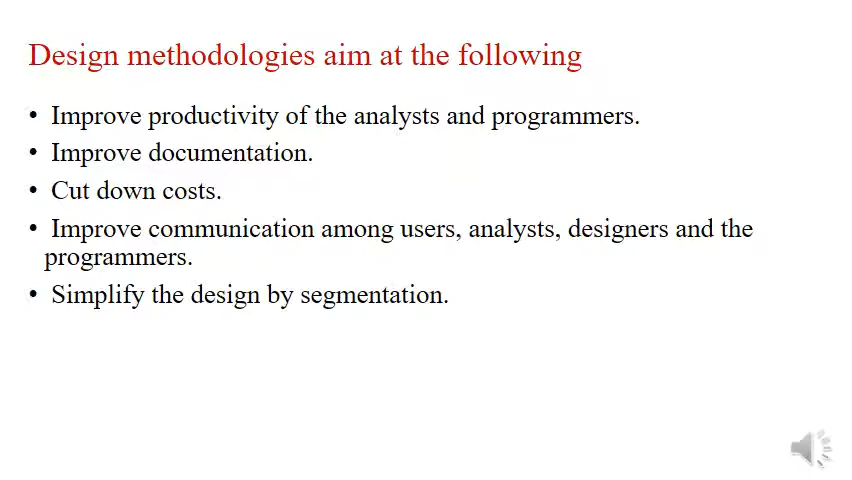 Design methodologies aim at the following
• Improve productivity of the analysts and programmers.
• Improve documentation.
• Cut down costs.
• Improve communication among users, analysts, designers and the
programmers.
• Simplify the design by segmentation.